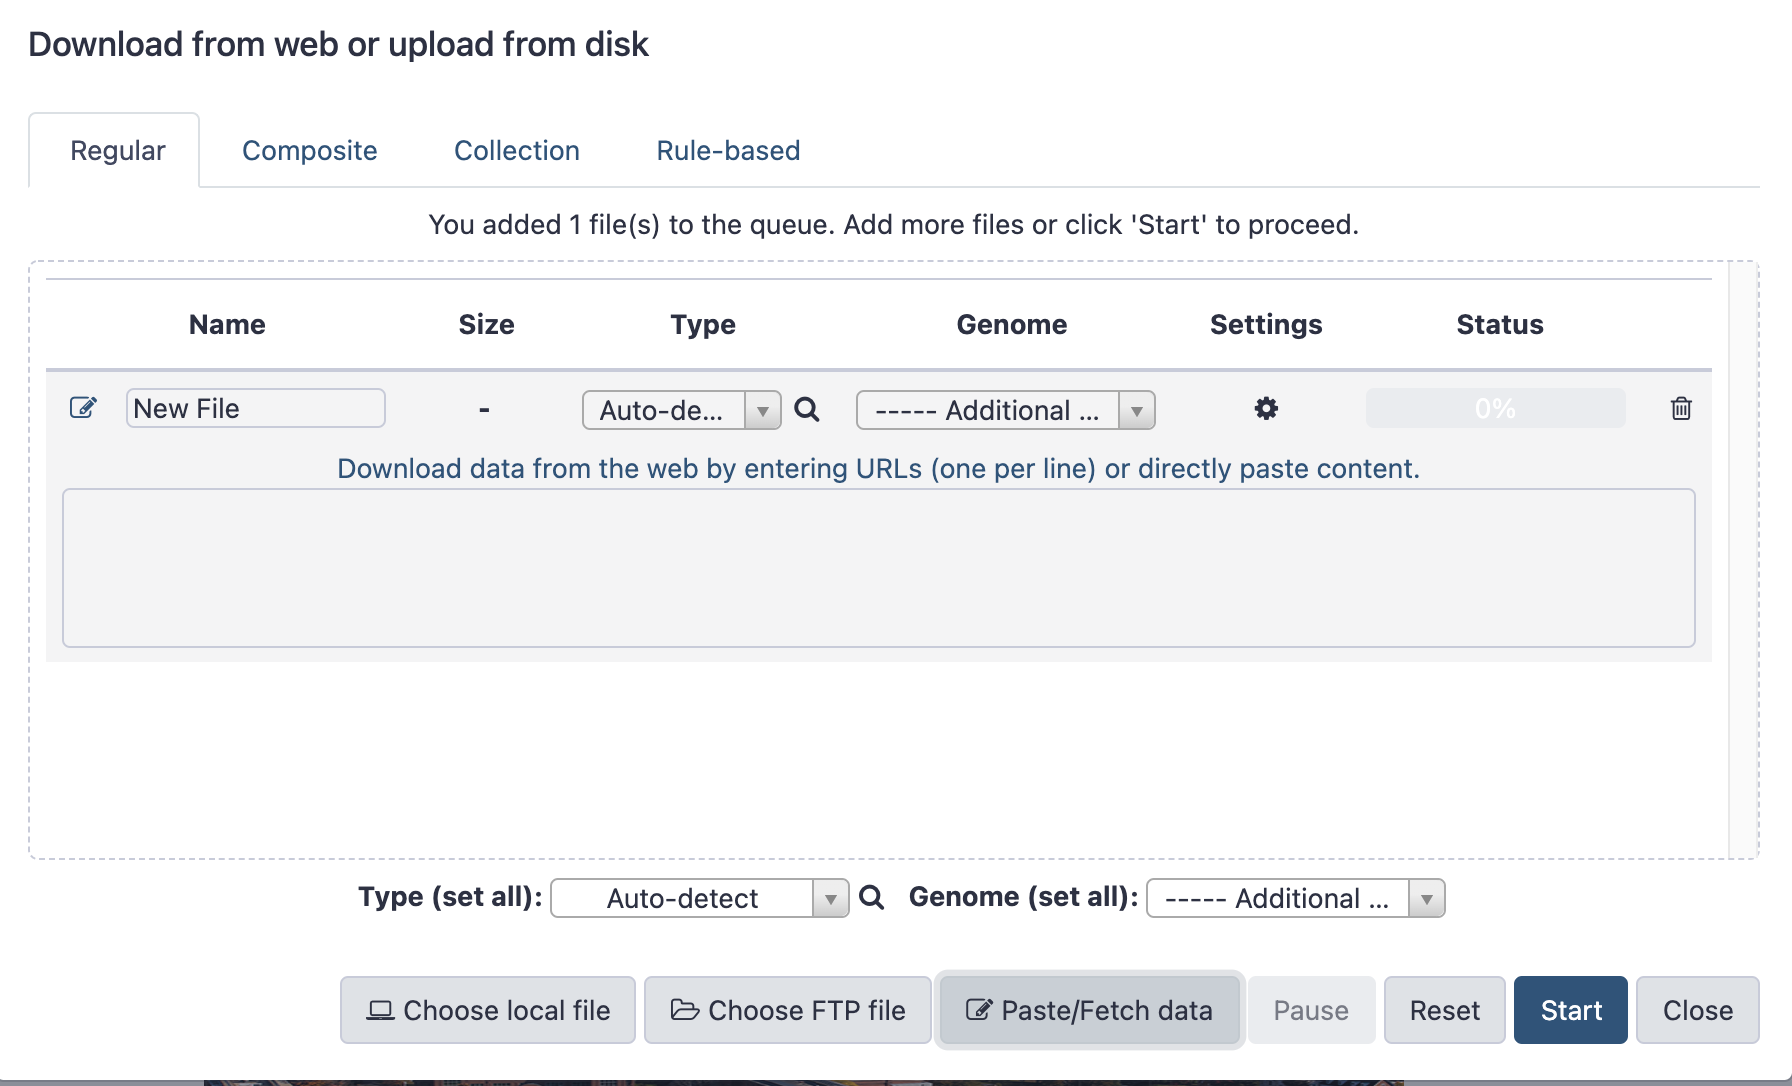 Download from web or upload from disk
Regular Composite Collection Rule-based
You added 1 file(s) to the queue. Add more files or click 'Start' to proceed.
Name Size Type Genome Settings Status
New File - Auto-de... ----- Additional ... 0%
Download data from the web by entering URLs (one per line) or directly paste content.
Type (set all): Auto-detect Genome (set all): ----- Additional ...
Choose local file Choose FTP file Paste/Fetch data Pause Reset Start Close